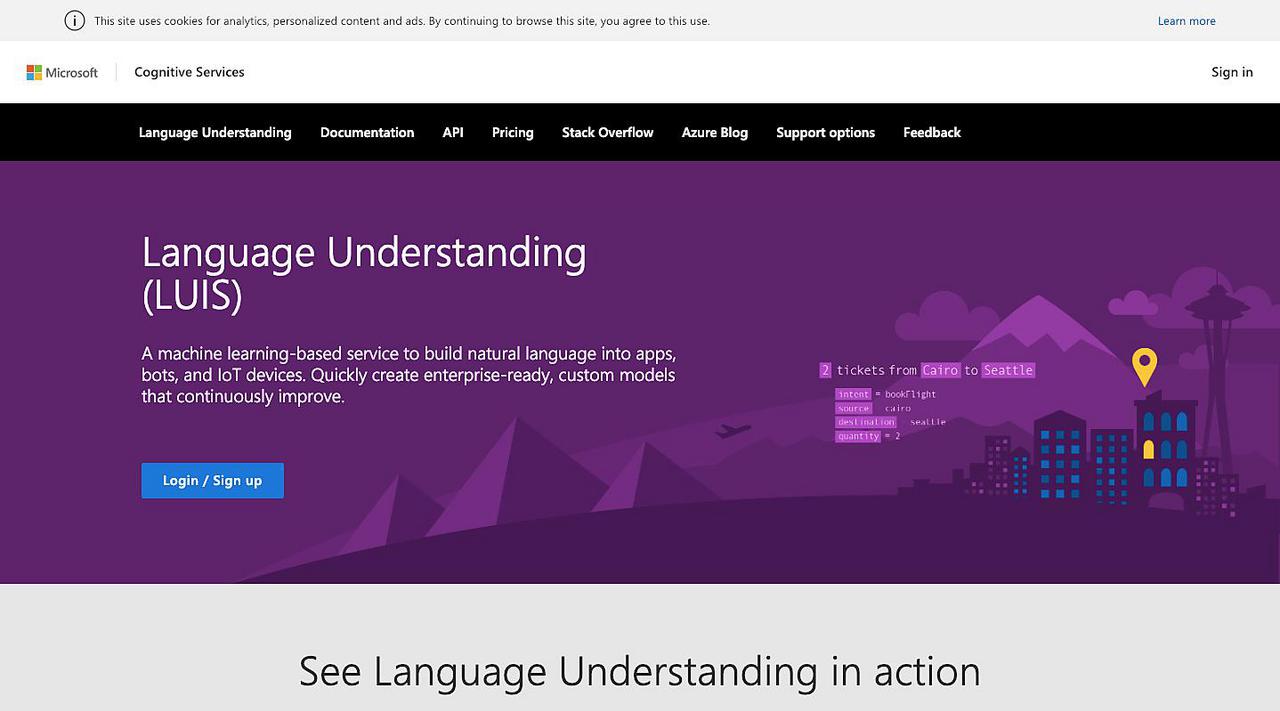 This site uses cookies for analytics, personalized content and ads. By continuing to browse this site, you agree to this use.
Learn more
Microsoft
Cognitive Services
Sign in
Language Understanding
Documentation
API
Pricing
Stack Overflow
Azure Blog
Support options
Feedback
Language Understanding
(LUIS)
A machine learning-based service to build natural language into apps,
bots, and IoT devices. Quickly create enterprise-ready, custom models
that continuously improve.
Login / Sign up
2 tickets from Cairo to Seattle
intent = bookFlight
source cairo
destination seattle
quantity = 2
See Language Understanding in action